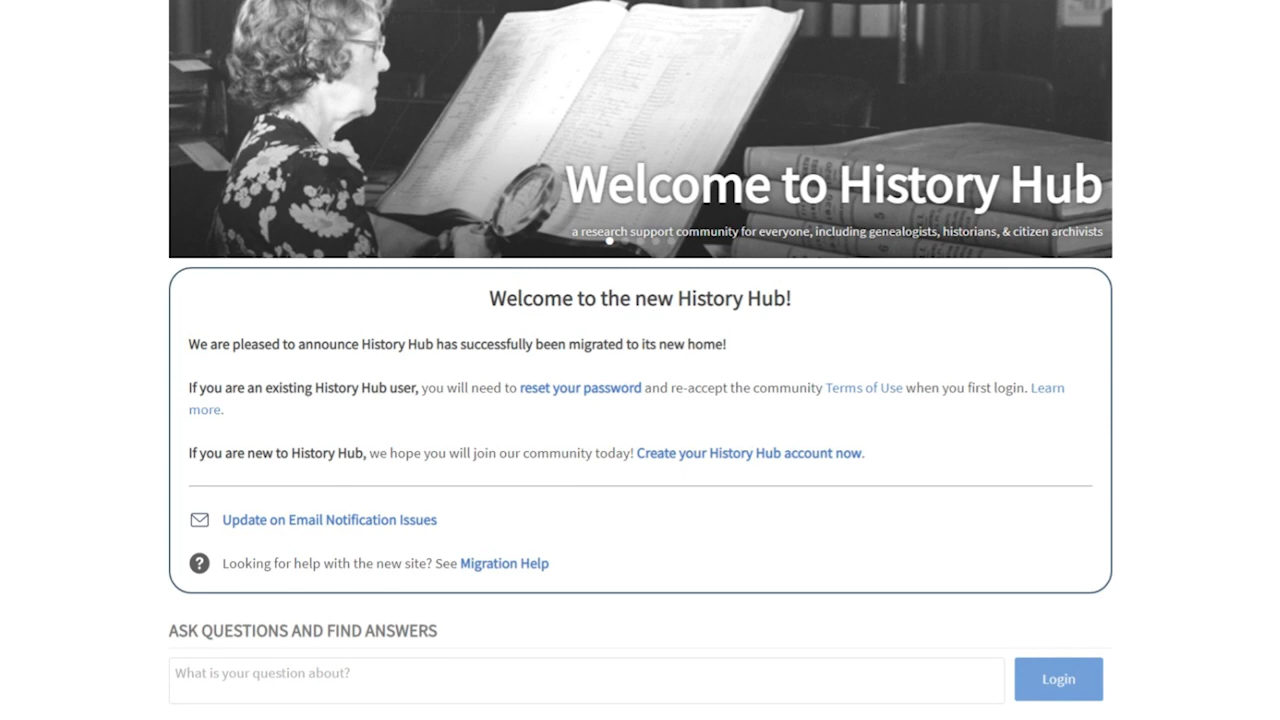 Welcome to History Hub
a research support community for everyone, including genealogists, historians, & citizen archivists
Welcome to the new History Hub!
We are pleased to announce History Hub has successfully been migrated to its new home!
If you are an existing History Hub user, you will need to reset your password and re-accept the community Terms of Use when you first login. Learn
more.
If you are new to History Hub, we hope you will join our community today! Create your History Hub account now.
Update on Email Notification Issues
? Looking for help with the new site? See Migration Help
ASK QUESTIONS AND FIND ANSWERS
What is your question about?
Login